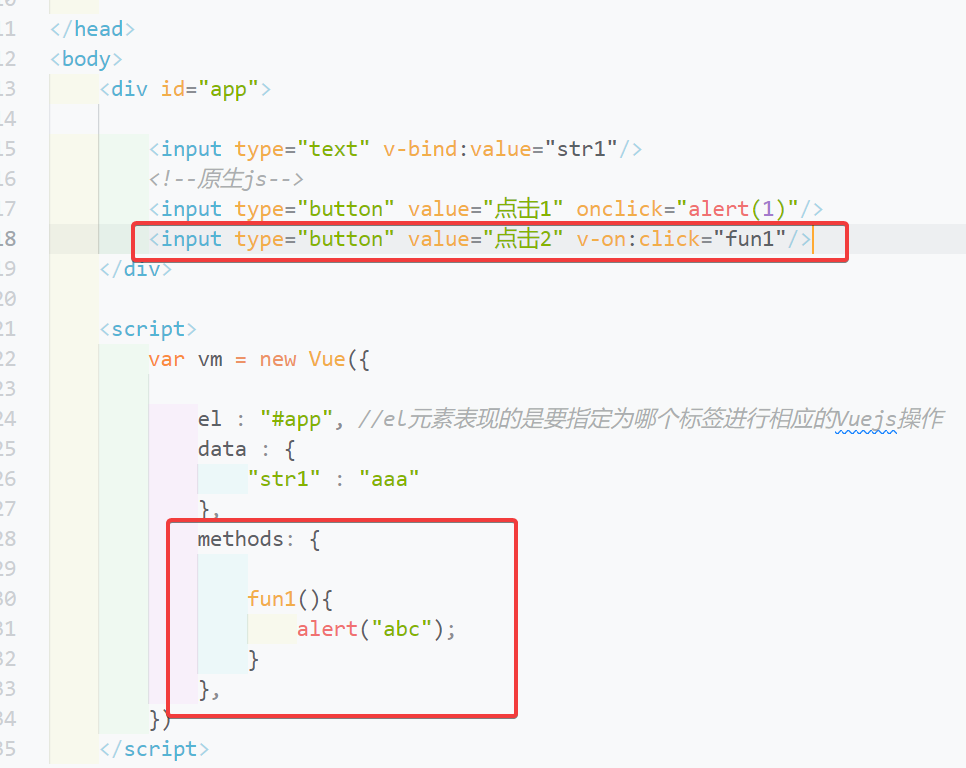 11 </head>
12 <body>
13 <div id="app">
14
15 <input type="text" v-bind:value="str1"/>
16 <!--原生js-->
17 <input type="button" value="点击1" onclick="alert(1)"/>
18 <input type="button" value="点击2" v-on:click="fun1"/>
19 </div>
20
21 <script>
22 var vm = new Vue({
23
24 el : "#app", //el元素表现的是要指定为哪个标签进行相应的Vuejs操作
25 data : {
26 "str1" : "aaa"
27 },
28 methods: {
29
30 fun1(){
31 alert("abc");
32 }
33 },
34 })
35 </script>